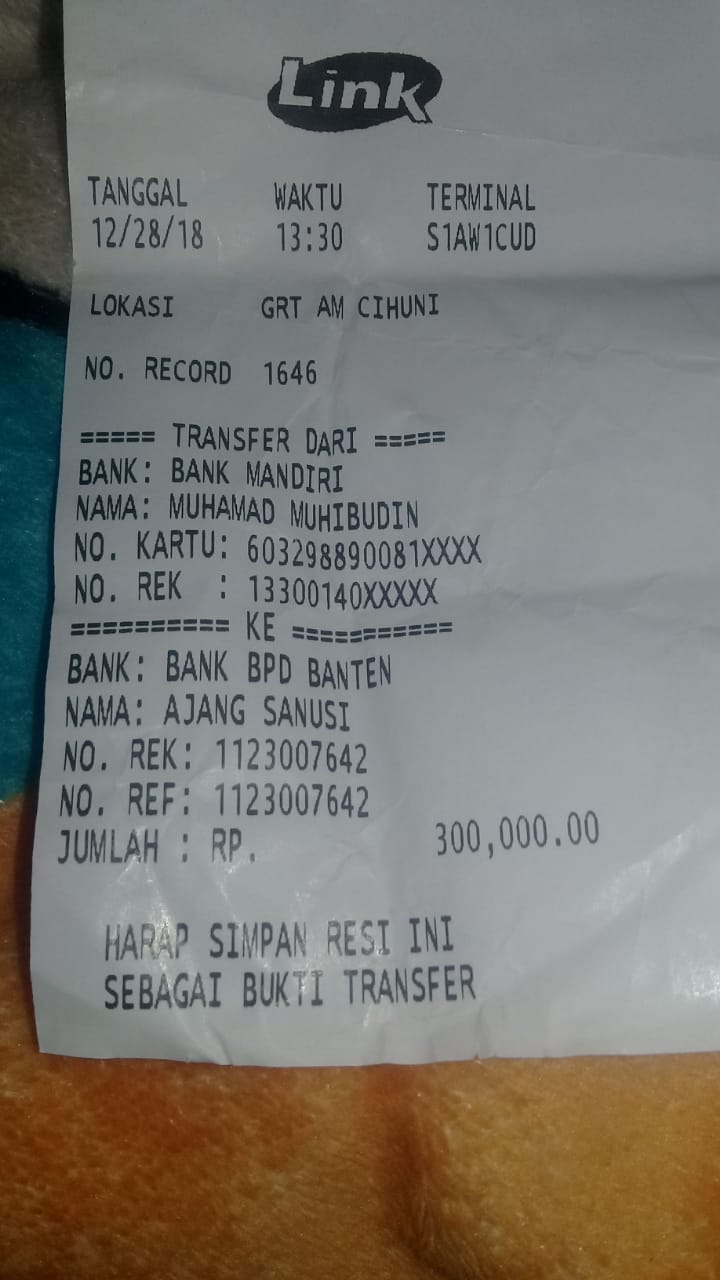 Link
TANGGAL WAKTU TERMINAL
12/28/18 13:30 S1AW1CUD
LOKASI GRT AM CIHUNI
NO. RECORD 1646
===== TRANSFER DARI =====
BANK: BANK MANDIRI
NAMA: MUHAMAD MUHIBUDIN
NO. KARTU: 603298890081XXXX
NO. REK : 13300140XXXXX
========== KE ===========
BANK: BANK BPD BANTEN
NAMA: AJANG SANUSI
NO. REK: 1123007642
NO. REF: 1123007642
JUMLAH : RP. 300,000.00
HARAP SIMPAN RESI INI
SEBAGAI BUKTI TRANSFER